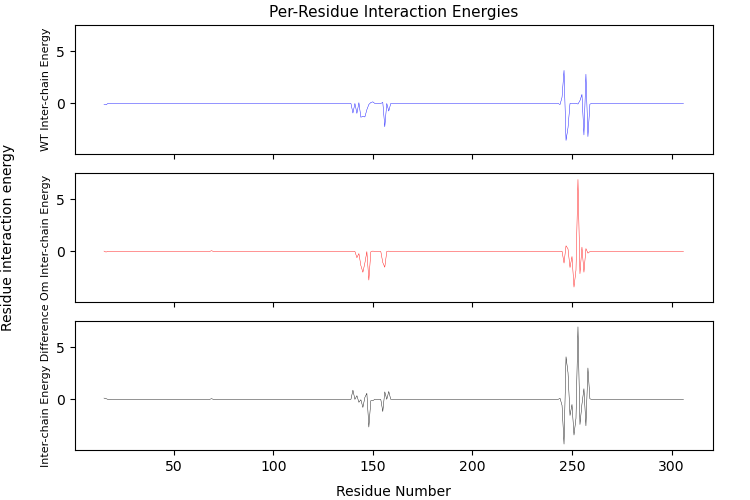 Per-Residue Interaction Energies
Residue interaction energy
WT Inter-chain Energy
5
0
Om Inter-chain Energy
5
0
Inter-chain Energy Difference
5
0
50 100 150 200 250 300
Residue Number